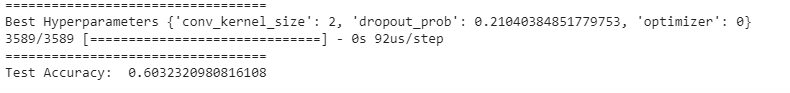 ==================================
Best Hyperparameters {'conv_kernel_size': 2, 'dropout_prob': 0.21040384851779753, 'optimizer': 0}
3589/3589 [==============================] - 0s 92us/step
==================================
Test Accuracy:  0.6032320980816108